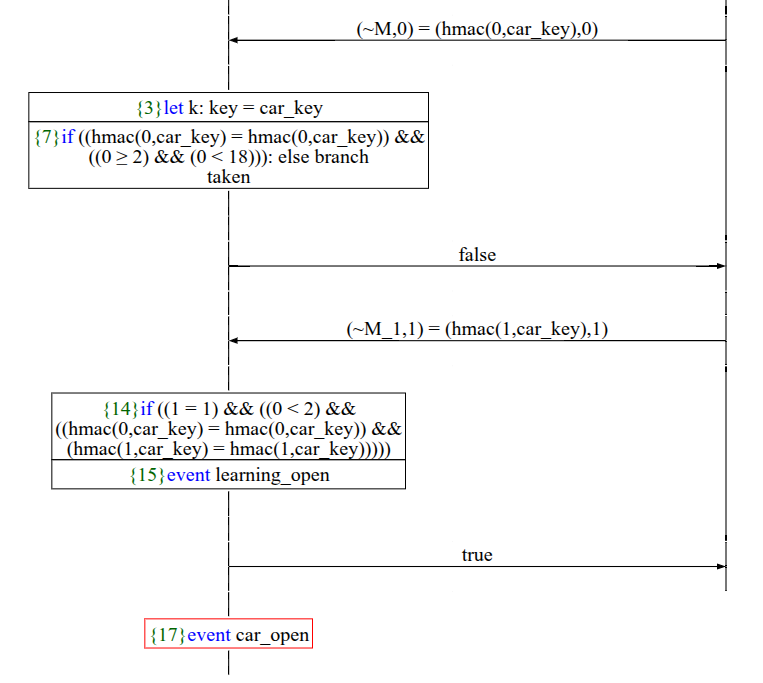 (~M,0) = (hmac(0,car_key),0)
{3}let k: key = car_key
{7}if ((hmac(0,car_key) = hmac(0,car_key)) &&
((0 ≥ 2) && (0 < 18))): else branch
taken
false
(~M_1,1) = (hmac(1,car_key),1)
{14}if ((1 = 1) && ((0 < 2) &&
((hmac(0,car_key) = hmac(0,car_key)) &&
(hmac(1,car_key) = hmac(1,car_key)))))
{15}event learning_open
true
{17}event car_open